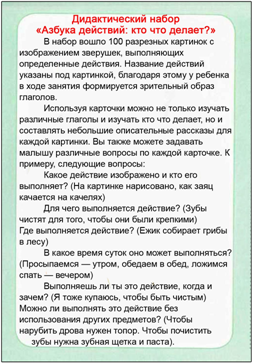 Дидактический набор
«Азбука действий: кто что делает?»
В набор вошло 100 разрезных картинок с
изображением зверушек, выполняющих
определенные действия. Название действий
указаны под картинкой, благодаря этому у ребенка
в ходе занятия формируется зрительный образ
глаголов.
Используя карточки можно не только изучать
различные глаголы и изучать кто что делает, но и
составлять небольшие описательные рассказы для
каждой картинки. Вы также можете задавать
малышу различные вопросы по каждой карточке. К
примеру, следующие вопросы:
Какое действие изображено и кто его
выполняет? (На картинке нарисовано, как заяц
качается на качелях)
Для чего выполняется действие? (Зубы
чистят для того, чтобы они были крепкими)
Где выполняется действие? (Ежик собирает грибы
в лесу)
В какое время суток оно может выполняться?
(Просыпаемся — утром, обедаем в обед, ложимся
спать — вечером)
Выполняешь ли ты это действие, когда и
зачем? (Я тоже купаюсь, чтобы быть чистым)
Можно ли выполнять это действие без
использования других предметов? (Чтобы
нарубить дрова нужен топор. Чтобы почистить
зубы нужна зубная щетка и паста).